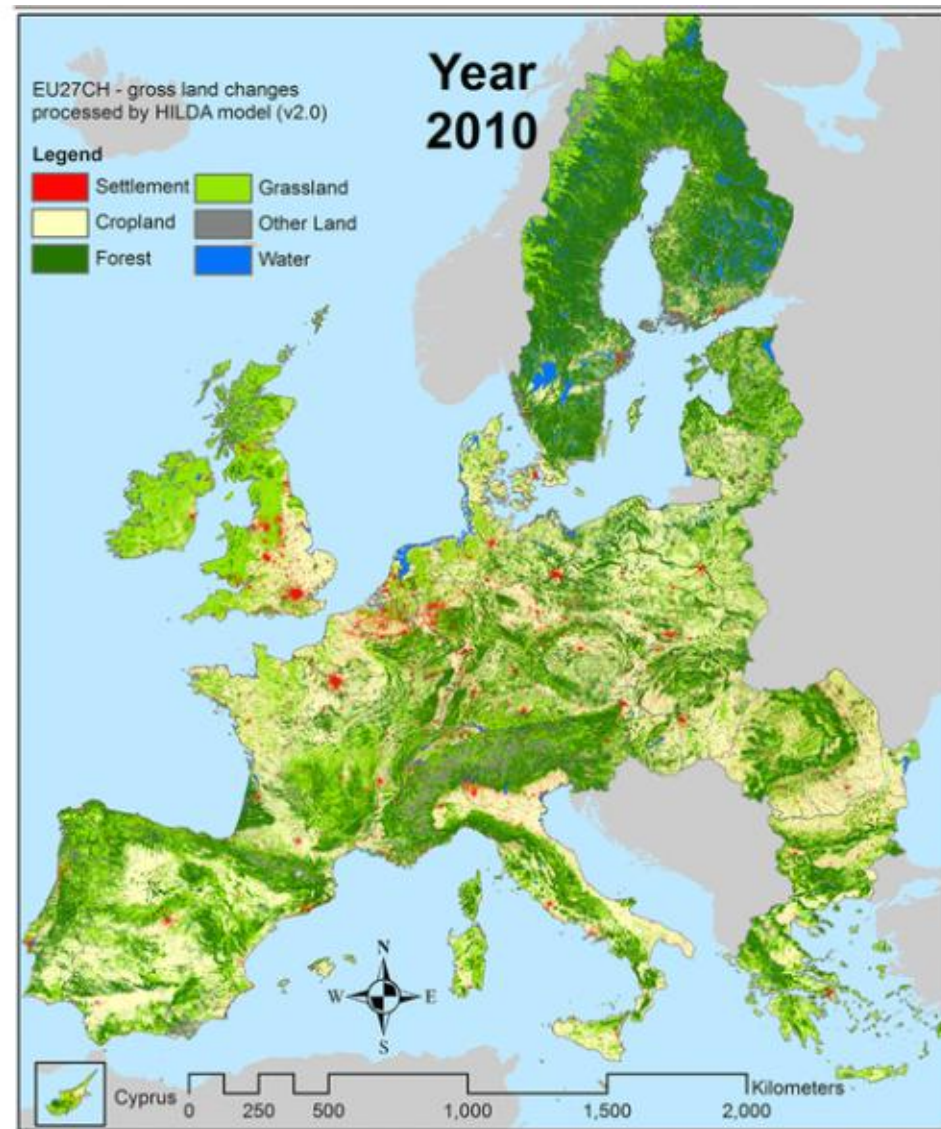 Year
2010
EU27CH - gross land changes
processed by HILDA model (v2.0)
Legend
Settlement Grassland
Cropland Other Land
Forest Water
N
W E
S
Cyprus
Kilometers
0 250 500 1,000 1,500 2,000